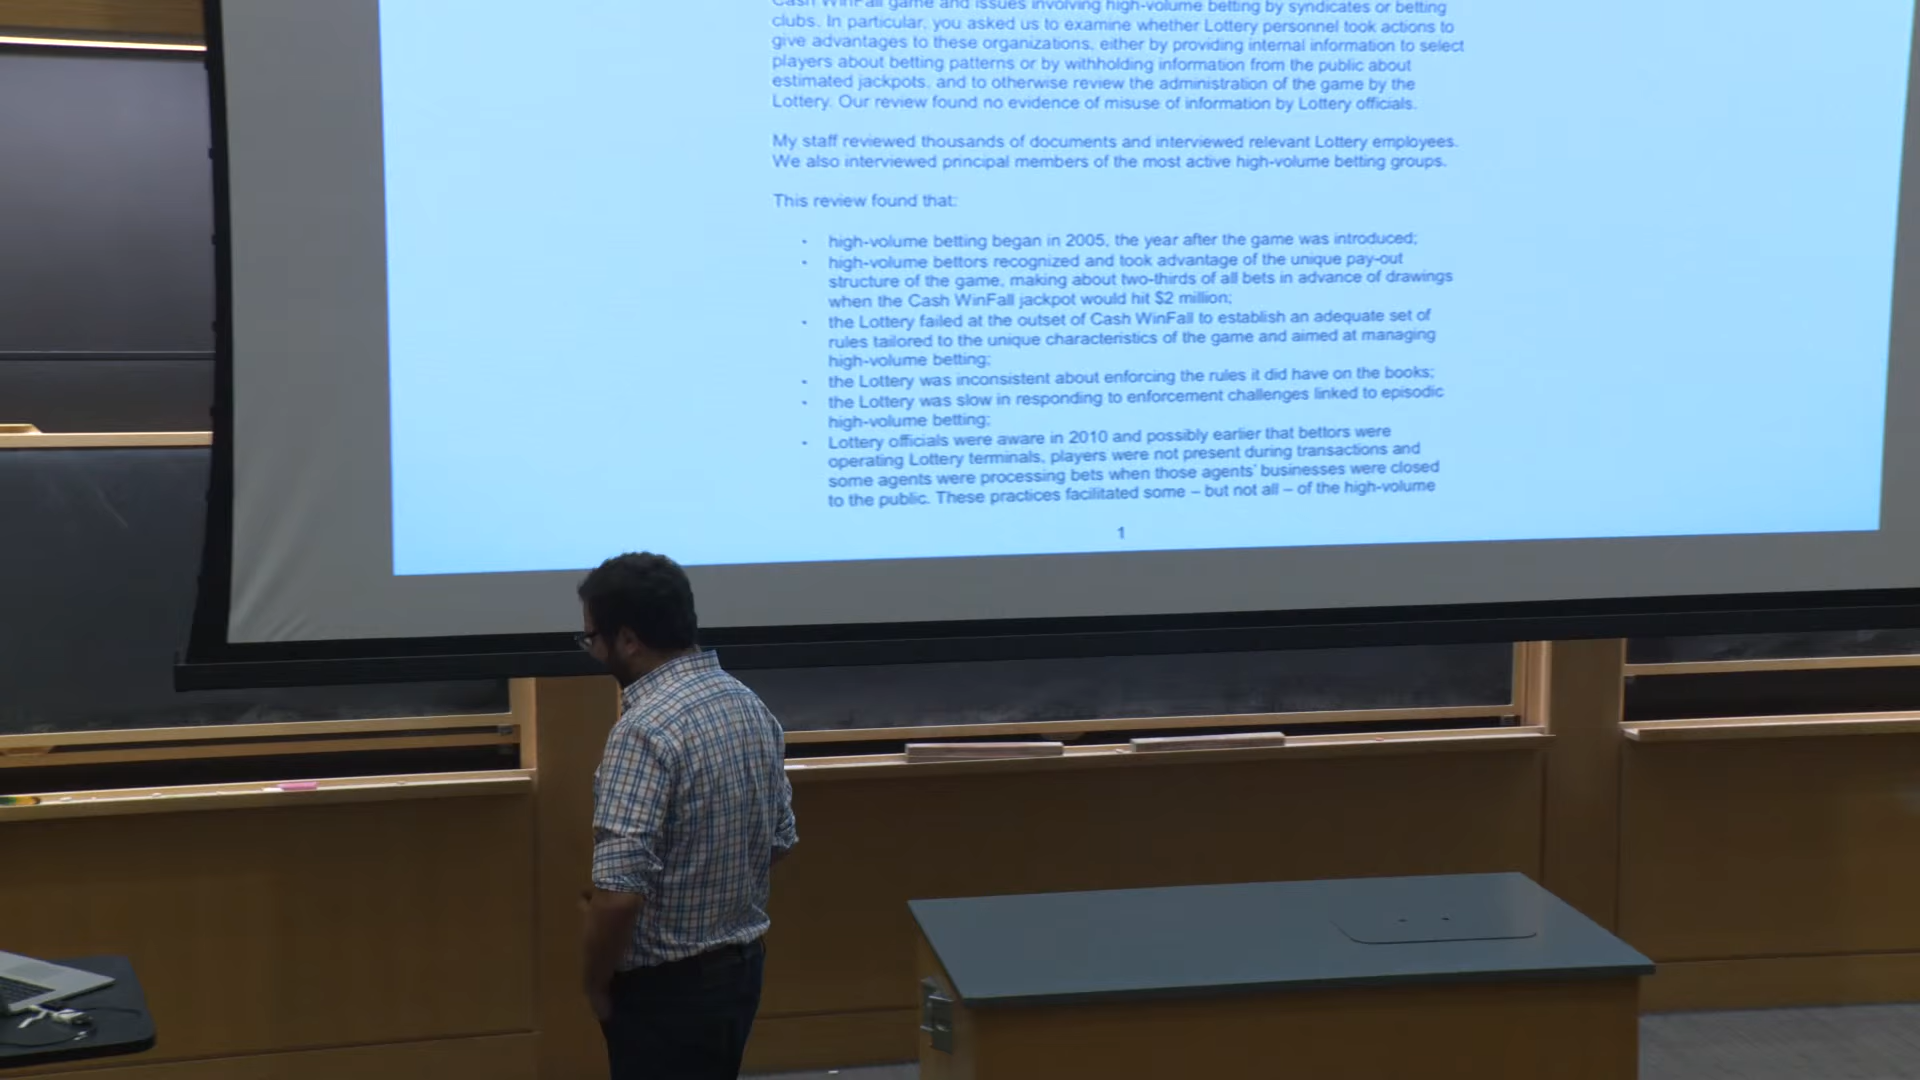 Cash WinFall game and issues involving high-volume betting by syndicates or betting
clubs. In particular, you asked us to examine whether Lottery personnel took actions to
give advantages to these organizations, either by providing internal information to select
players about betting patterns or by withholding information from the public about
estimated jackpots, and to otherwise review the administration of the game by the
Lottery. Our review found no evidence of misuse of information by Lottery officials.
My staff reviewed thousands of documents and interviewed relevant Lottery employees.
We also interviewed principal members of the most active high-volume betting groups.
This review found that:
• high-volume betting began in 2005, the year after the game was introduced;
• high-volume bettors recognized and took advantage of the unique pay-out
structure of the game, making about two-thirds of all bets in advance of drawings
when the Cash WinFall jackpot would hit $2 million;
• the Lottery failed at the outset of Cash WinFall to establish an adequate set of
rules tailored to the unique characteristics of the game and aimed at managing
high-volume betting;
• the Lottery was inconsistent about enforcing the rules it did have on the books;
• the Lottery was slow in responding to enforcement challenges linked to episodic
high-volume betting;
• Lottery officials were aware in 2010 and possibly earlier that bettors were
operating Lottery terminals, players were not present during transactions and
some agents were processing bets when those agents' businesses were closed
to the public. These practices facilitated some – but not all – of the high-volume
1